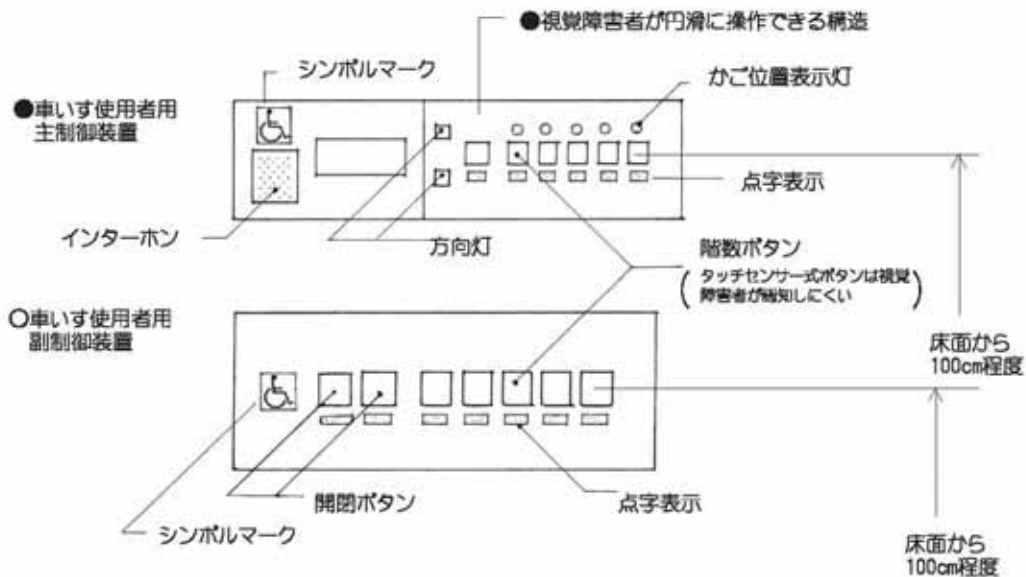 ●視覚障害者が円滑に操作できる構造
シンボルマーク
かご位置表示灯
●車いす使用者用
主制御装置
点字表示
インターホン
方向灯
階数ボタン
(タッチセンサー式ボタンは視覚
障害者が感知しにくい)
○車いす使用者用
副制御装置
床面から
100cm程度
開閉ボタン
点字表示
シンボルマーク
床面から
100cm程度